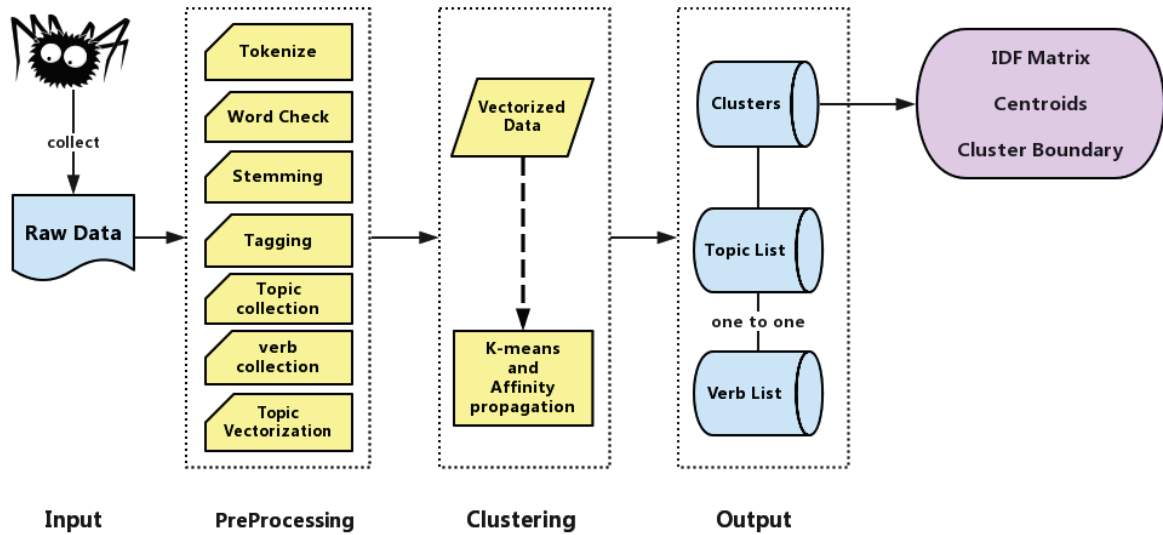 collect
Raw Data
Tokenize
Word Check
Stemming
Tagging
Topic
collection
verb
collection
Topic
Vectorization
Vectorized
Data
K-means
and
Affinity
propagation
Clusters
Topic List
one to one
Verb List
IDF Matrix
Centroids
Cluster Boundary
Input
PreProcessing
Clustering
Output